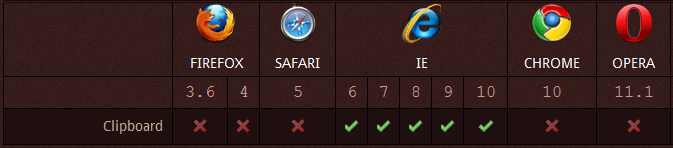 FIREFOX SAFARI IE CHROME OPERA
3.6 4 5 6 7 8 9 10 10 11.1
Clipboard